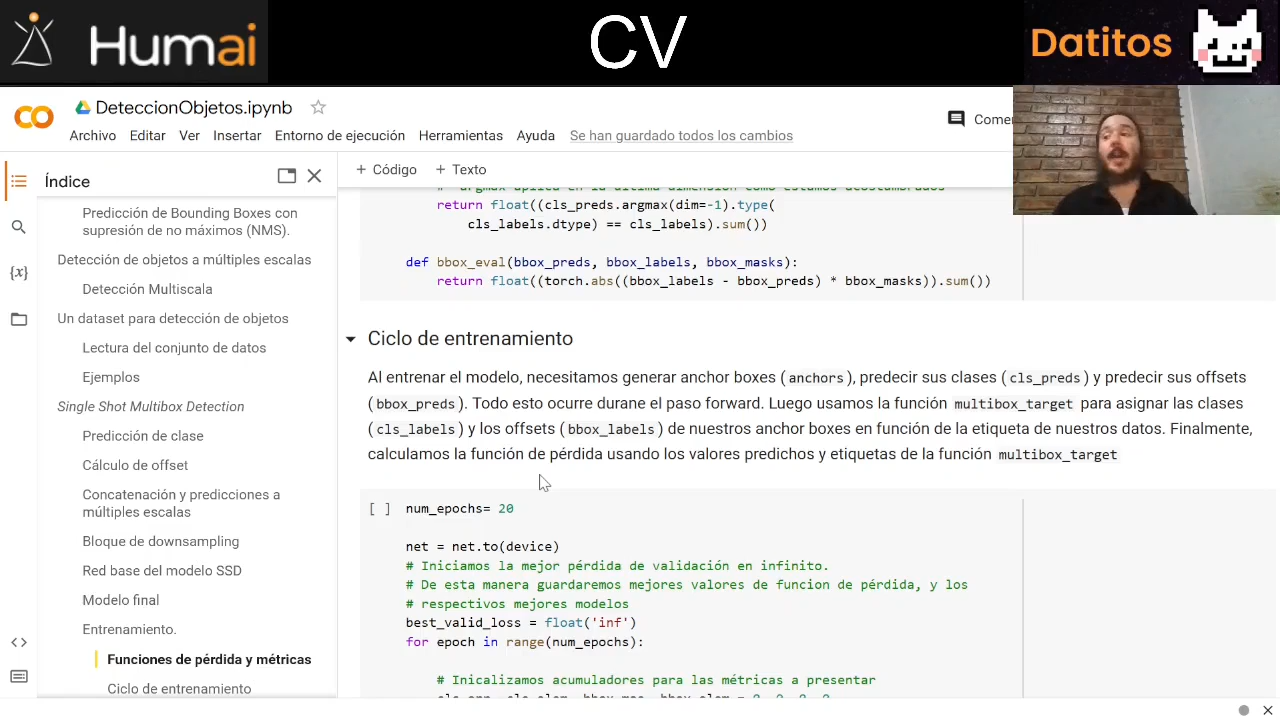 Humai
CV
Datitos
DeteccionObjetos.ipynb
Archivo Editar Ver Insertar Entorno de ejecución Herramientas Ayuda Se han guardado todos los cambios
Comen
Índice
+ Código + Texto
Predicción de Bounding Boxes con
supresión de no máximos (NMS).
Detección de objetos a múltiples escalas
Detección Multiscala
Un dataset para detección de objetos
Lectura del conjunto de datos
Ejemplos
Single Shot Multibox Detection
Predicción de clase
Cálculo de offset
Concatenación y predicciones a
múltiples escalas
Bloque de downsampling
Red base del modelo SSD
Modelo final
Entrenamiento.
Funciones de pérdida y métricas
Ciclo de entrenamiento
# argmax aplica en la última dimensión como estamos acostumbrados
return float((cls_preds.argmax(dim=-1).type(
cls_labels.dtype) == cls_labels).sum())
def bbox_eval(bbox_preds, bbox_labels, bbox_masks):
return float((torch.abs((bbox_labels - bbox_preds) * bbox_masks)).sum())
Ciclo de entrenamiento
Al entrenar el modelo, necesitamos generar anchor boxes (anchors), predecir sus clases (cls_preds) y predecir sus offsets
(bbox_preds). Todo esto ocurre durane el paso forward. Luego usamos la función multibox_target para asignar las clases
(cls_labels) y los offsets (bbox_labels) de nuestros anchor boxes en función de la etiqueta de nuestros datos. Finalmente,
calculamos la función de pérdida usando los valores predichos y etiquetas de la función multibox_target
[ ] num_epochs= 20
net = net.to(device)
# Iniciamos la mejor pérdida de validación en infinito.
# De esta manera guardaremos mejores valores de funcion de pérdida, y los
# respectivos mejores modelos
best_valid_loss = float('inf')
for epoch in range(num_epochs):
# Inicalizamos acumuladores para las métricas a presentar